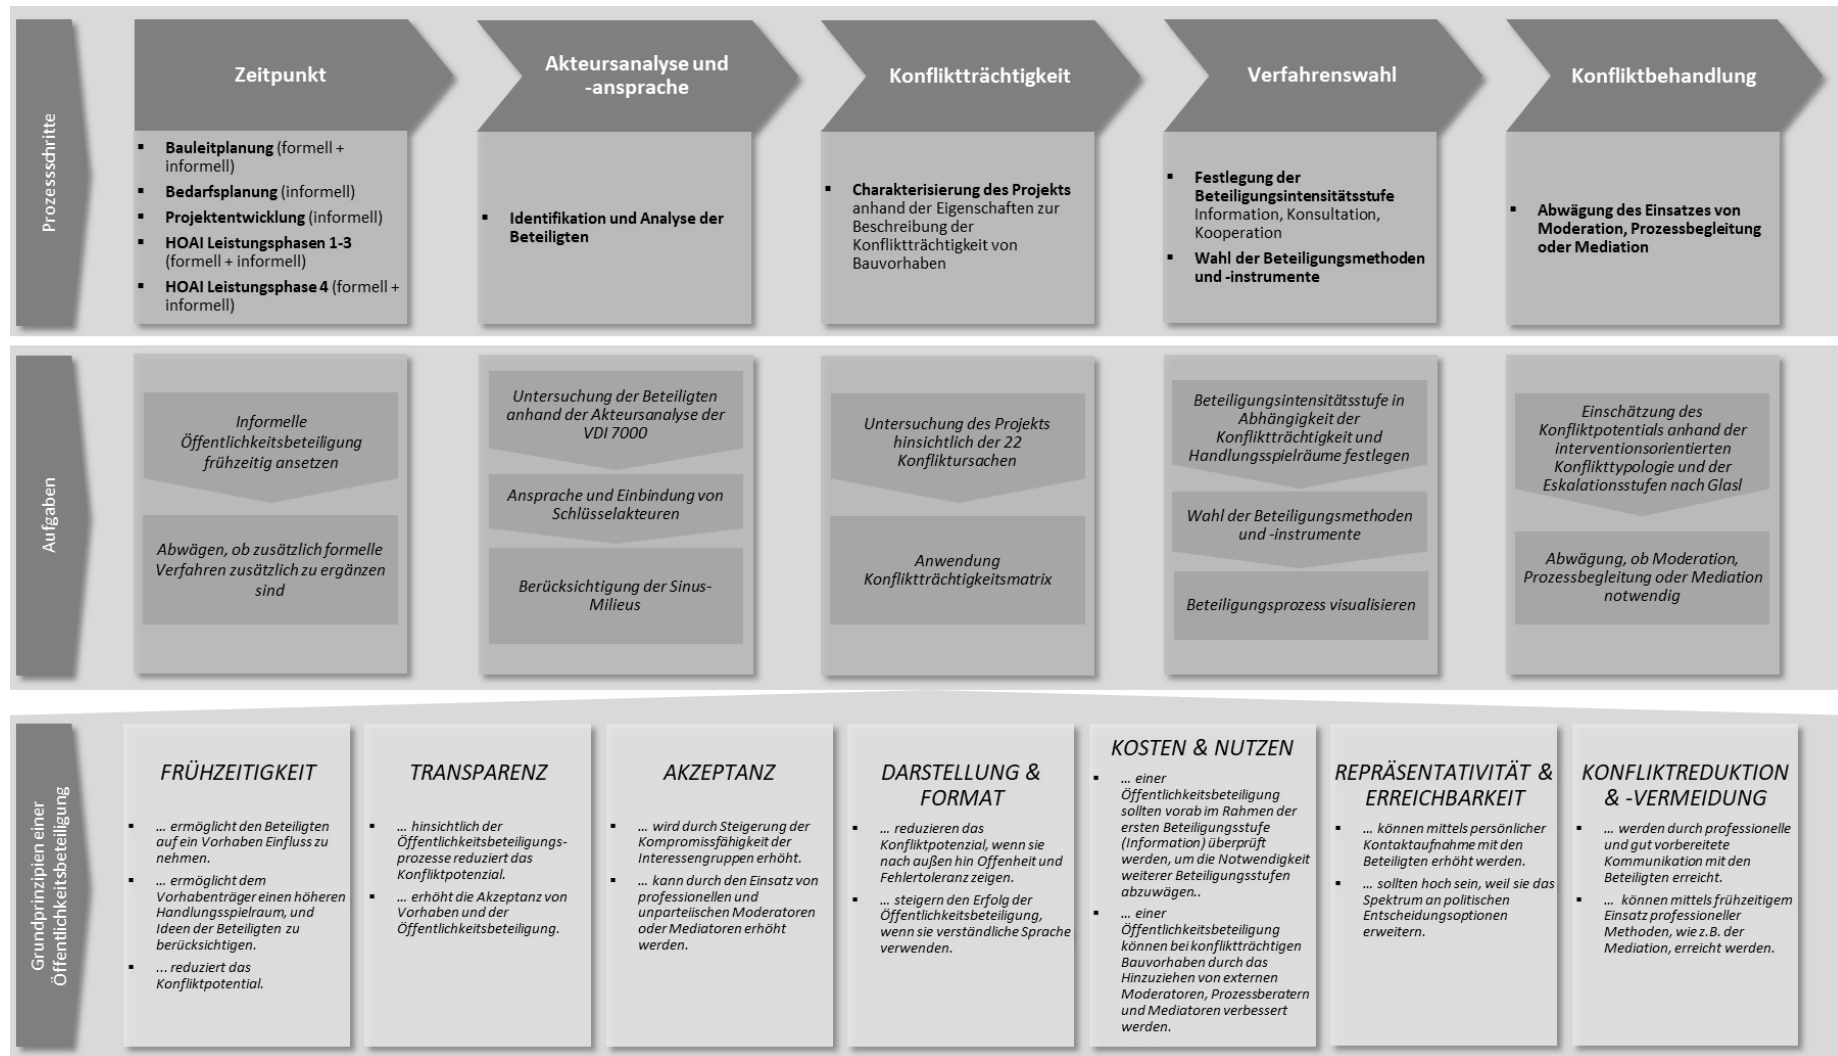 Prozessschritte
Zeitpunkt
▪ Bauleitplanung (formell +
informell)
▪ Bedarfsplanung (informell)
▪ Projektentwicklung (informell)
▪ HOAI Leistungsphasen 1-3
(formell + informell)
▪ HOAI Leistungsphase 4 (formell +
informell)
Akteursanalyse und
-ansprache
▪ Identifikation und Analyse der
Beteiligten
Konfliktträchtigkeit
▪ Charakterisierung des Projekts
anhand der Eigenschaften zur
Beschreibung der
Konfliktträchtigkeit von
Bauvorhaben
Verfahrenswahl
▪ Festlegung der
Beteiligungsintensitätsstufe
Information, Konsultation,
Kooperation
▪ Wahl der Beteiligungsmethoden
und -instrumente
Konfliktbehandlung
▪ Abwägung des Einsatzes von
Moderation, Prozessbegleitung
oder Mediation
Aufgaben
Informelle
Öffentlichkeitsbeteiligung
frühzeitig ansetzen
Abwägen, ob zusätzlich formelle
Verfahren zusätzlich zu ergänzen
sind
Untersuchung der Beteiligten
anhand der Akteursanalyse der
VDI 7000
Ansprache und Einbindung von
Schlüsselakteuren
Berücksichtigung der Sinus-
Milieus
Untersuchung des Projekts
hinsichtlich der 22
Konfliktursachen
Anwendung
Konfliktträchtigkeitsmatrix
Beteiligungsintensitätsstufe in
Abhängigkeit der
Konfliktträchtigkeit und
Handlungsspielräume festlegen
Wahl der Beteiligungsmethoden
und -instrumente
Beteiligungsprozess visualisieren
Einschätzung des
Konfliktpotentials anhand der
interventionsorientierten
Konflikttypologie und der
Eskalationsstufen nach Glasl
Abwägung, ob Moderation,
Prozessbegleitung oder Mediation
notwendig
Grundprinzipien einer
Öffentlichkeitsbeteiligung
FRÜHZEITIGKEIT
▪ … ermöglicht den Beteiligten
auf ein Vorhaben Einfluss zu
nehmen.
▪ … ermöglicht dem
Vorhabenträger einen höheren
Handlungsspielraum, und
Ideen der Beteiligten zu
berücksichtigen.
▪ ... reduziert das
Konfliktpotential.
TRANSPARENZ
▪ … hinsichtlich der
Öffentlichkeitsbeteiligungs-
prozesse reduziert das
Konfliktpotenzial.
▪ … erhöht die Akzeptanz von
Vorhaben und der
Öffentlichkeitsbeteiligung.
AKZEPTANZ
▪ … wird durch Steigerung der
Kompromissfähigkeit der
Interessengruppen erhöht.
▪ … kann durch den Einsatz von
professionellen und
unparteiischen Moderatoren
oder Mediatoren erhöht
werden.
DARSTELLUNG &
FORMAT
▪ … reduzieren das
Konfliktpotenzial, wenn sie
nach außen hin Offenheit und
Fehlertoleranz zeigen.
▪ … steigern den Erfolg der
Öffentlichkeitsbeteiligung,
wenn sie verständliche Sprache
verwenden.
KOSTEN & NUTZEN
▪ … einer
Öffentlichkeitsbeteiligung
sollten vorab im Rahmen der
ersten Beteiligungsstufe
(Information) überprüft
werden, um die Notwendigkeit
weiterer Beteiligungsstufen
abzuwägen..
▪ … einer
Öffentlichkeitsbeteiligung
können bei konfliktträchtigen
Bauvorhaben durch das
Hinzuziehen von externen
Moderatoren, Prozessberatern
und Mediatoren verbessert
werden.
REPRÄSENTATIVITÄT &
ERREICHBARKEIT
▪ … können mittels persönlicher
Kontaktaufnahme mit den
Beteiligten erhöht werden.
▪ … sollten hoch sein, weil sie das
Spektrum an politischen
Entscheidungsoptionen
erweitern.
KONFLIKTREDUKTION
& -VERMEIDUNG
▪ … werden durch professionelle
und gut vorbereitete
Kommunikation mit den
Beteiligten erreicht.
▪ … können mittels frühzeitigem
Einsatz professioneller
Methoden, wie z.B. der
Mediation, erreicht werden.